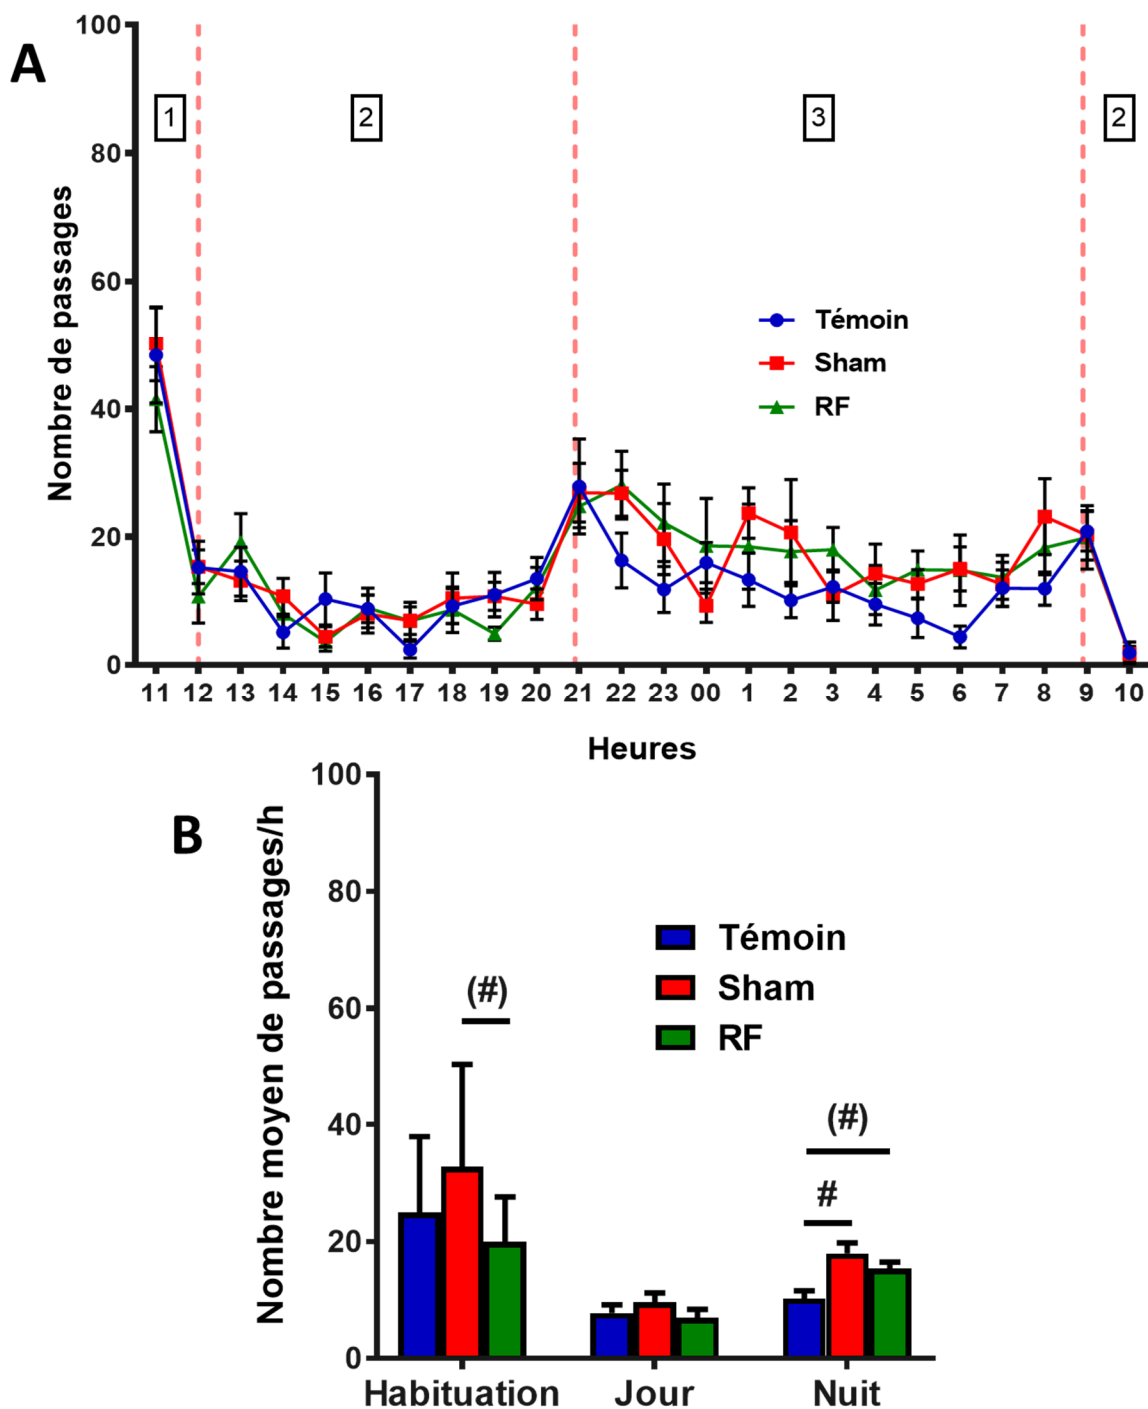 A
Nombre de passages
100
80
60
40
20
0
1
2
3
2
Témoin
Sham
RF
11 12 13 14 15 16 17 18 19 20 21 22 23 00 1 2 3 4 5 6 7 8 9 10
Heures
B
Nombre moyen de passages/h
100
80
60
40
20
0
Témoin
Sham
RF
(#)
(#)
#
Habituation Jour Nuit